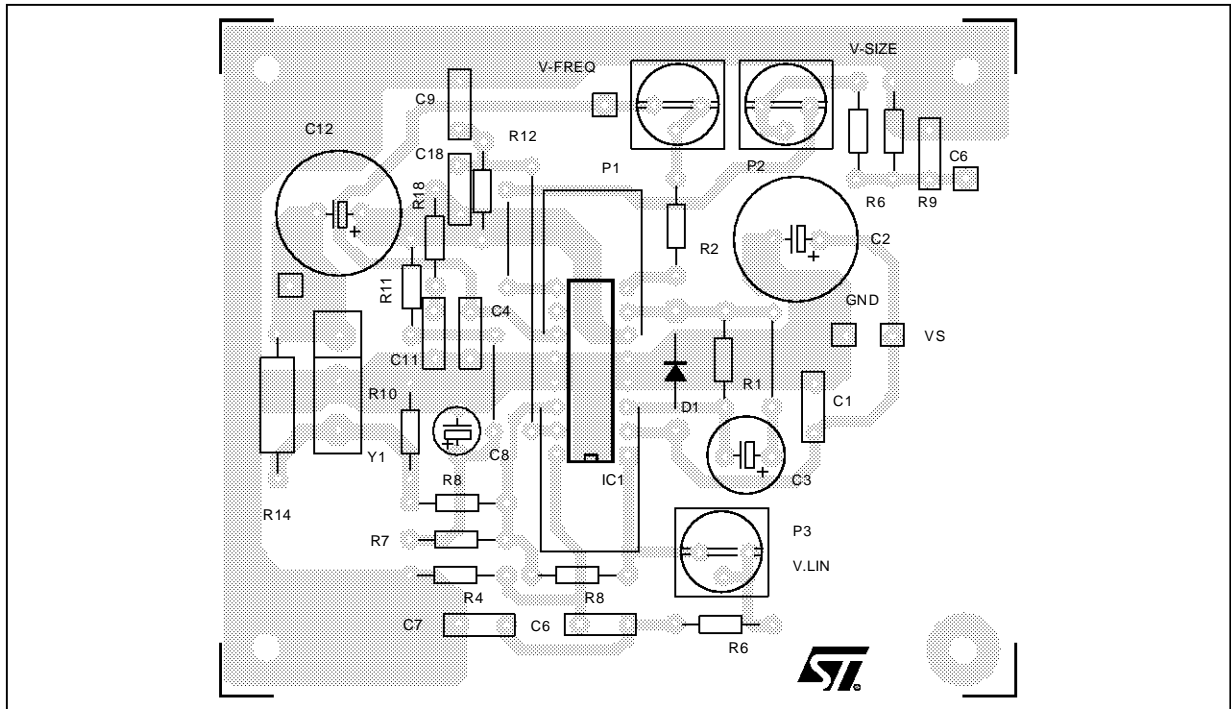 V-SIZE
V-FREQ
C9
C12
R12
C18
P1
P2
C6
R18
R6
R9
R2
C2
R11
GND
C4
VS
C11
R1
R10
D1
C1
Y1
C8
R8
IC1
C3
R14
R7
P3
V.LIN
R4
R8
C7
C6
R6
ST